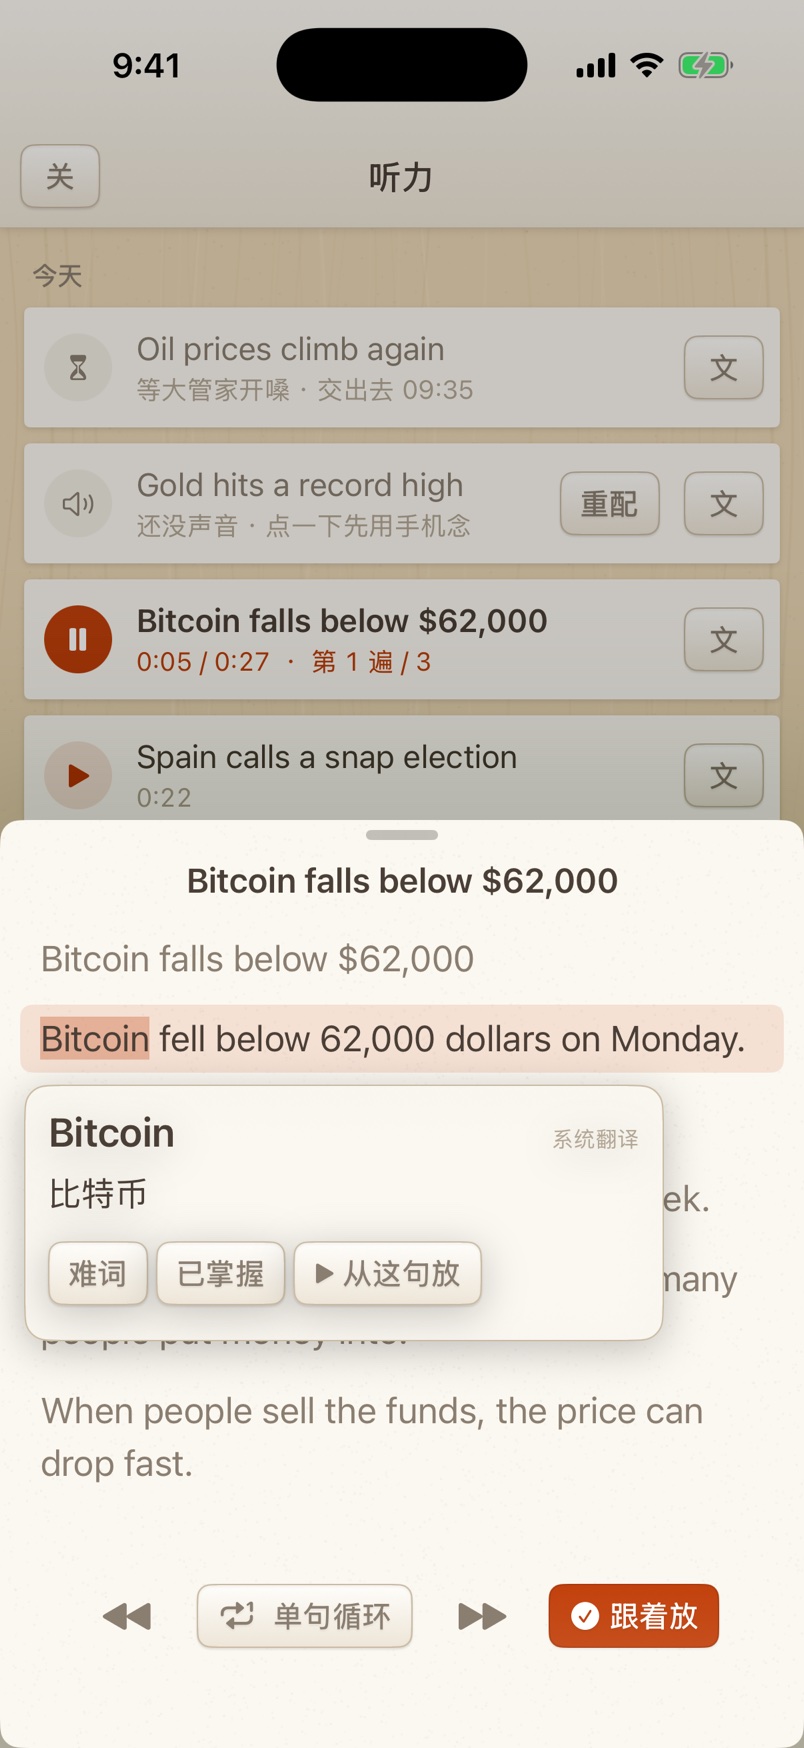 9:41
关
听力
今天
Oil prices climb again
等大管家开嗓 · 交出去 09:35
文
Gold hits a record high
还没声音 · 点一下先用手机念
重配
文
Bitcoin falls below $62,000
0:05 / 0:27 · 第 1 遍 / 3
文
Spain calls a snap election
0:22
文
Bitcoin falls below $62,000
Bitcoin falls below $62,000
Bitcoin fell below 62,000 dollars on Monday.
Bitcoin
系统翻译
比特币
难词
已掌握
从这句放
ek.
many
people put money into.
When people sell the funds, the price can
drop fast.
单句循环
跟着放